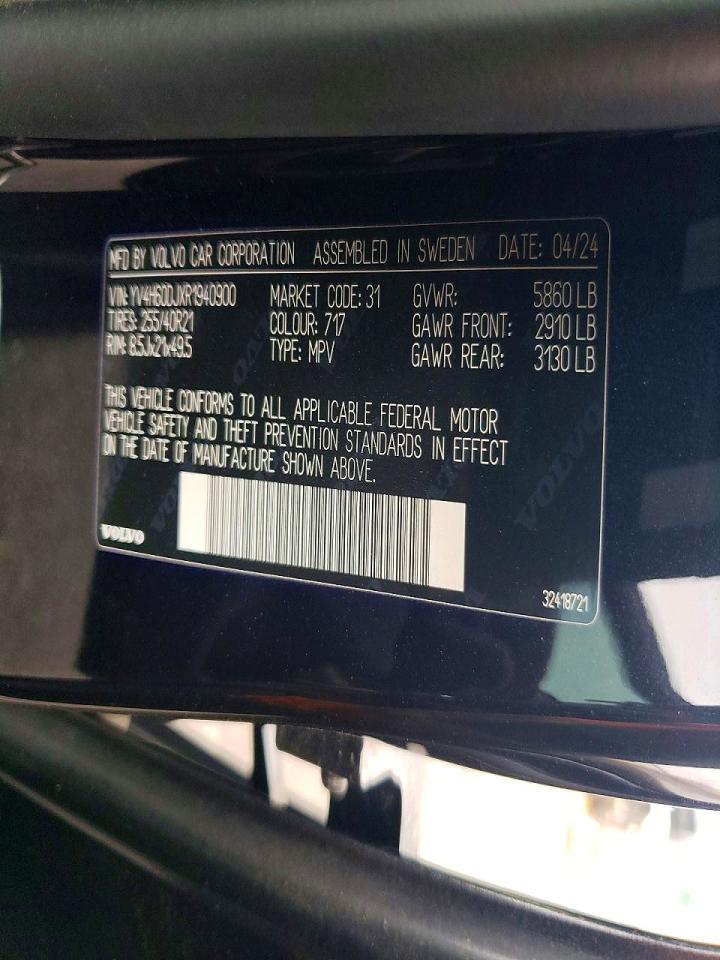 MFD BY VOLVO CAR CORPORATION ASSEMBLED IN SWEDEN DATE: 04/24
VIN: YV4H60DJXR1940900 MARKET CODE: 31 GVWR: 5860 LB
TIRES: 255/40R21 COLOUR: 717 GAWR FRONT: 2910 LB
RIM: 8.5Jx21x49.5 TYPE: MPV GAWR REAR: 3130 LB
THIS VEHICLE CONFORMS TO ALL APPLICABLE FEDERAL MOTOR
VEHICLE SAFETY AND THEFT PREVENTION STANDARDS IN EFFECT
ON THE DATE OF MANUFACTURE SHOWN ABOVE.
VOLVO
32418721